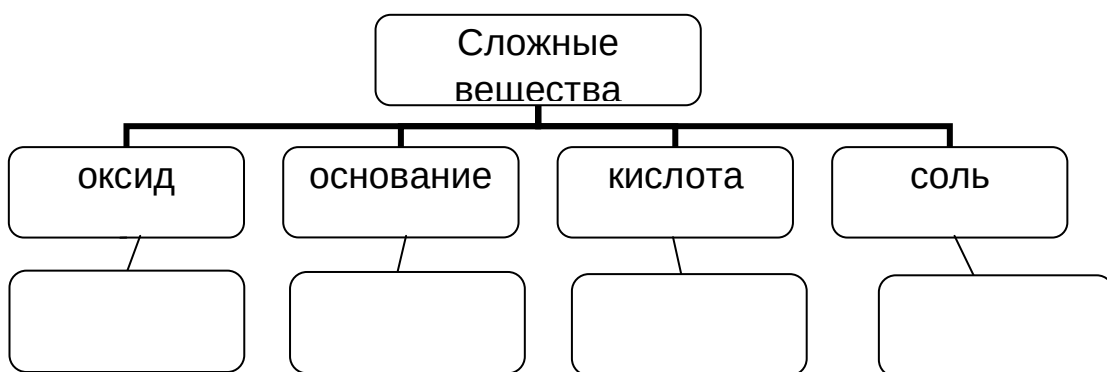 Сложные
вещества
оксид
основание
кислота
соль